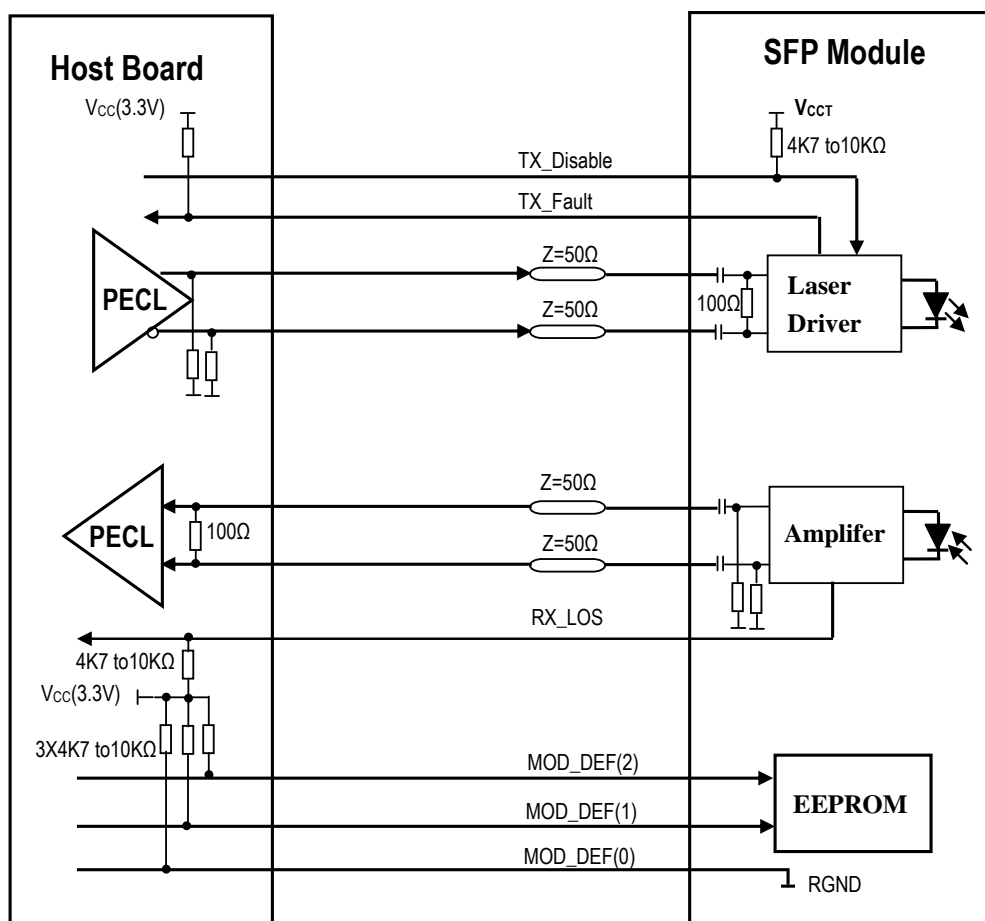 Host Board
SFP Module
VCC(3.3V)
VCCT
4K7 to10KΩ
TX_Disable
TX_Fault
Z=50Ω
PECL
Z=50Ω
100Ω
Laser
Driver
Z=50Ω
PECL
100Ω
Z=50Ω
Amplifer
RX_LOS
4K7 to10KΩ
VCC(3.3V)
3X4K7 to10KΩ
MOD_DEF(2)
EEPROM
MOD_DEF(1)
MOD_DEF(0)
RGND